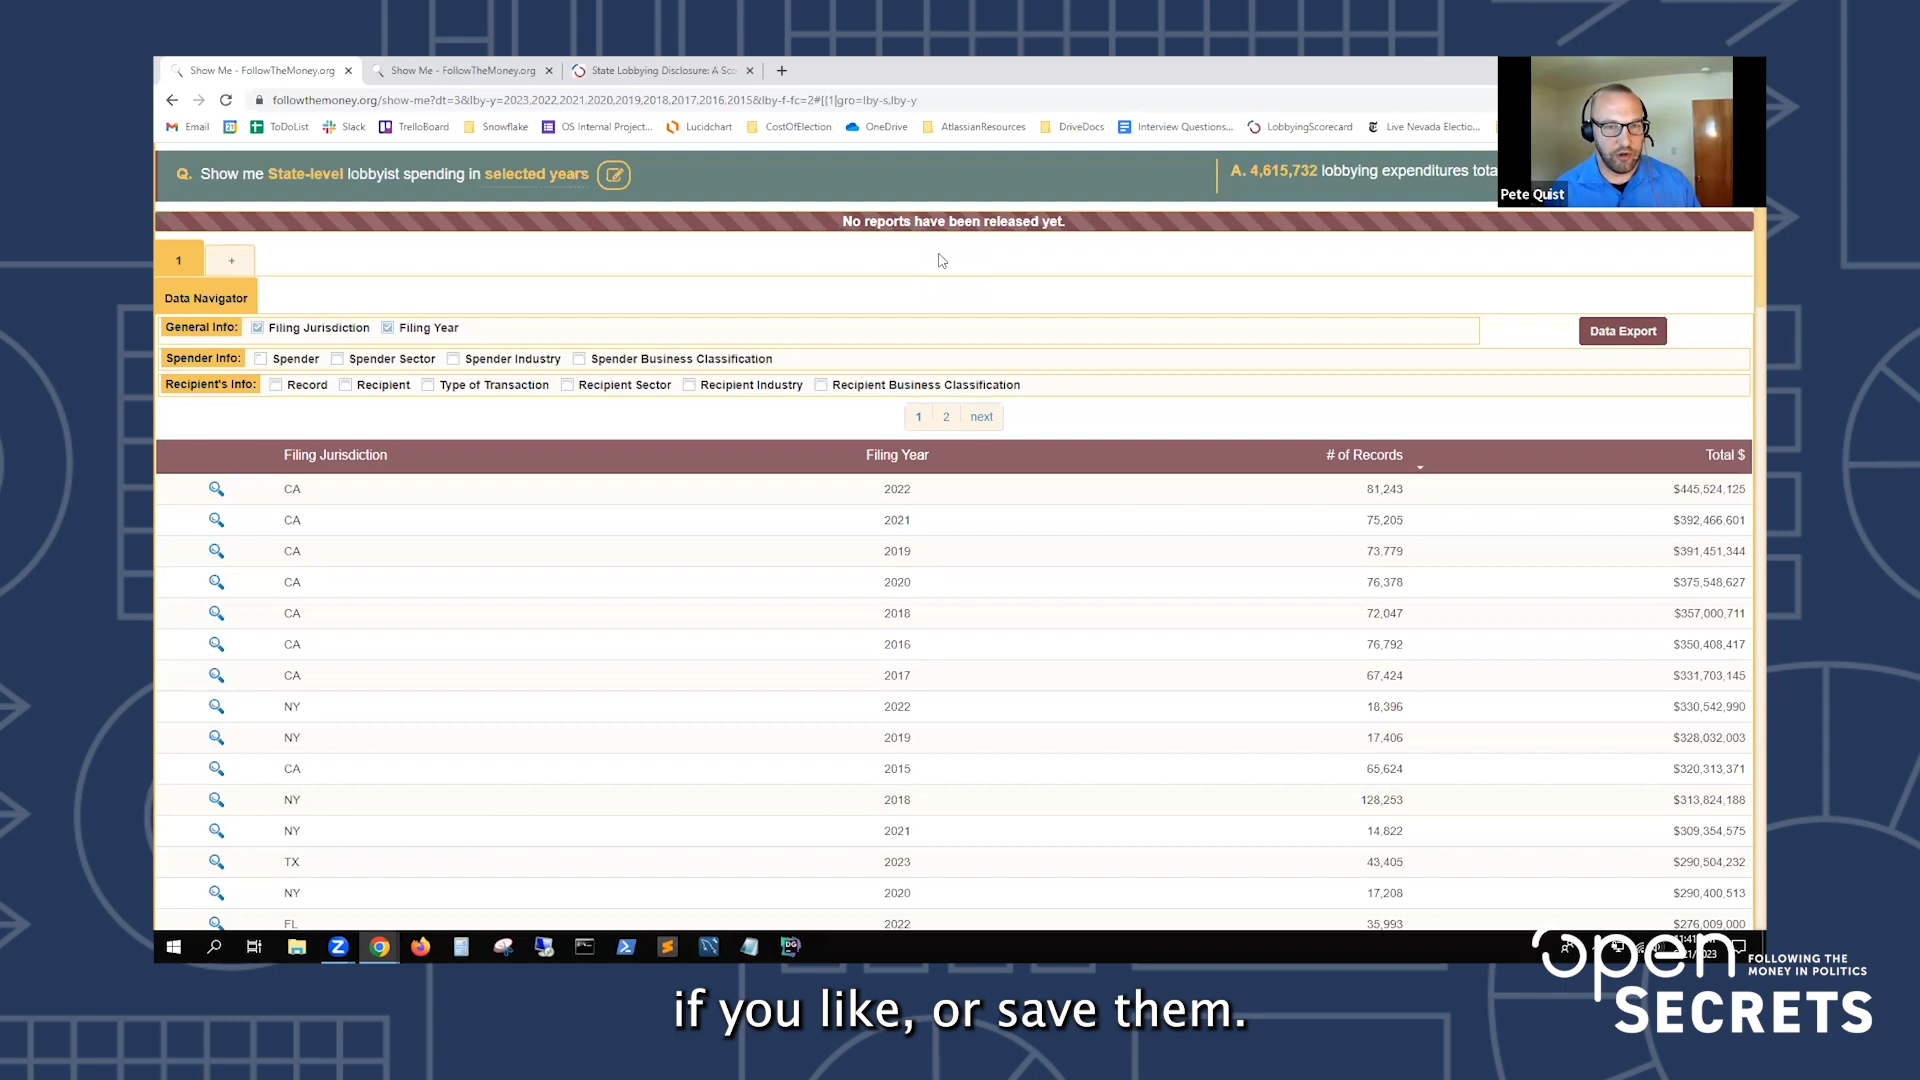 Show Me - FollowTheMoney.org
Show Me - FollowTheMoney.org
State Lobbying Disclosure: A Sco
followthemoney.org/show-me?dt=3&lby-y=2023,2022,2021,2020,2019,2018,2017,2016,2015&lby-f-fc=2#[{1|gro=lby-s,lby-y
Email 21 ToDoList Slack TrelloBoard Snowflake OS Internal Project... Lucidchart CostOfElection OneDrive AtlassianResources DriveDocs Interview Questions... LobbyingScorecard Live Nevada Electio...
Pete Quist
Q. Show me State-level lobbyist spending in selected years
A. 4,615,732 lobbying expenditures tota
No reports have been released yet.
1 +
Data Navigator
General Info: Filing Jurisdiction Filing Year
Data Export
Spender Info: Spender Spender Sector Spender Industry Spender Business Classification
Recipient's Info: Record Recipient Type of Transaction Recipient Sector Recipient Industry Recipient Business Classification
1 2 next
Filing Jurisdiction Filing Year # of Records Total $
CA 2022 81,243 $445,524,125
CA 2021 75,205 $392,466,601
CA 2019 73,779 $391,451,344
CA 2020 76,378 $375,548,627
CA 2018 72,047 $357,000,711
CA 2016 76,792 $350,408,417
CA 2017 67,424 $331,703,145
NY 2022 18,396 $330,542,990
NY 2019 17,406 $328,032,003
CA 2015 65,624 $320,313,371
NY 2018 128,253 $313,824,188
NY 2021 14,822 $309,354,575
TX 2023 43,405 $290,504,232
NY 2020 17,208 $290,400,513
FL 2022 35,993 $276,009,000
if you like, or save them.
open
SECRETS
FOLLOWING THE
MONEY IN POLITICS